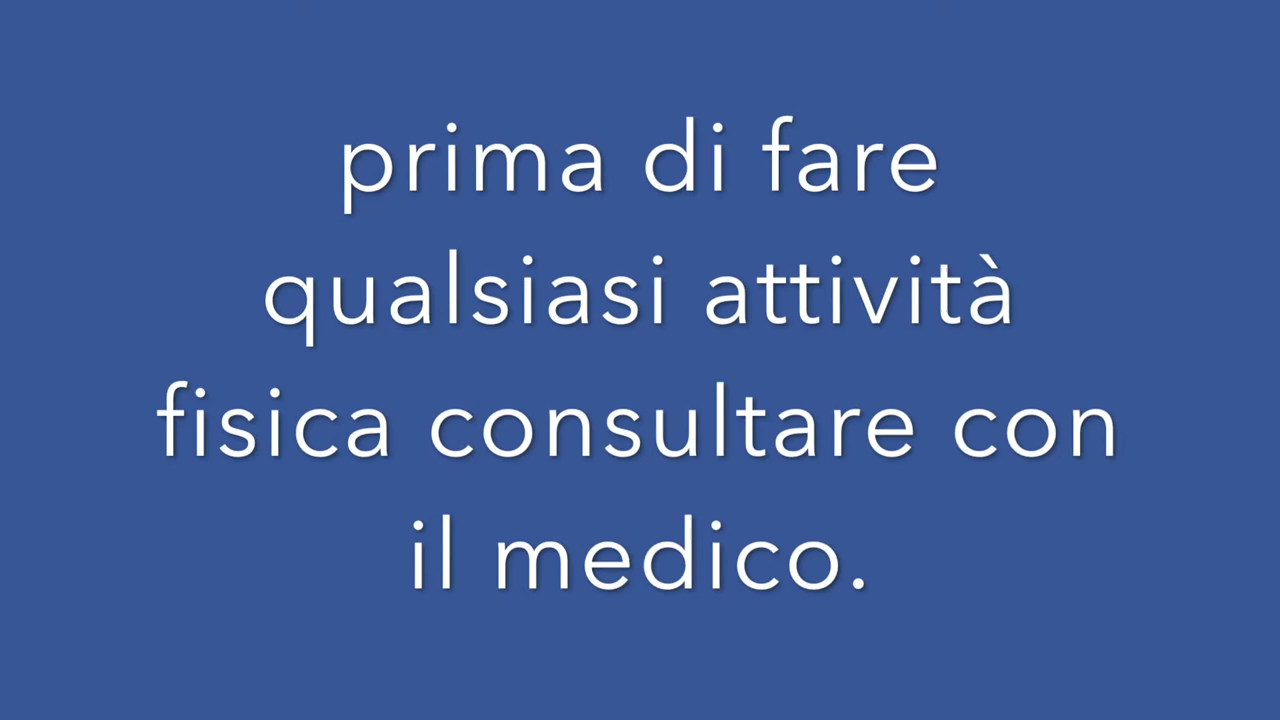 prima di fare
qualsiasi attività
fisica consultare con
il medico.